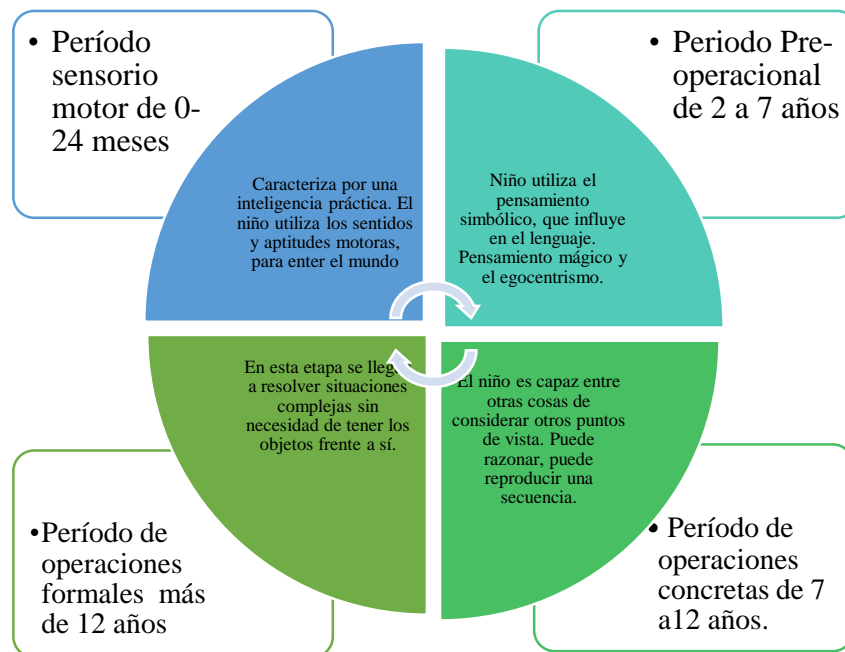 • Período
sensorio
motor de 0-
24 meses
Caracteriza por una
inteligencia práctica. El
niño utiliza los sentidos
y aptitudes motoras,
para enter el mundo
• Periodo Pre-
operacional
de 2 a 7 años
Niño utiliza el
pensamiento
simbólico, que influye
en el lenguaje.
Pensamiento mágico y
el egocentrismo.
En esta etapa se llegan
a resolver situaciones
complejas sin
necesidad de tener los
objetos frente a sí.
•Período de
operaciones
formales más
de 12 años
El niño es capaz entre
otras cosas de
considerar otros puntos
de vista. Puede
razonar, puede
reproducir una
secuencia.
• Período de
operaciones
concretas de 7
a12 años.